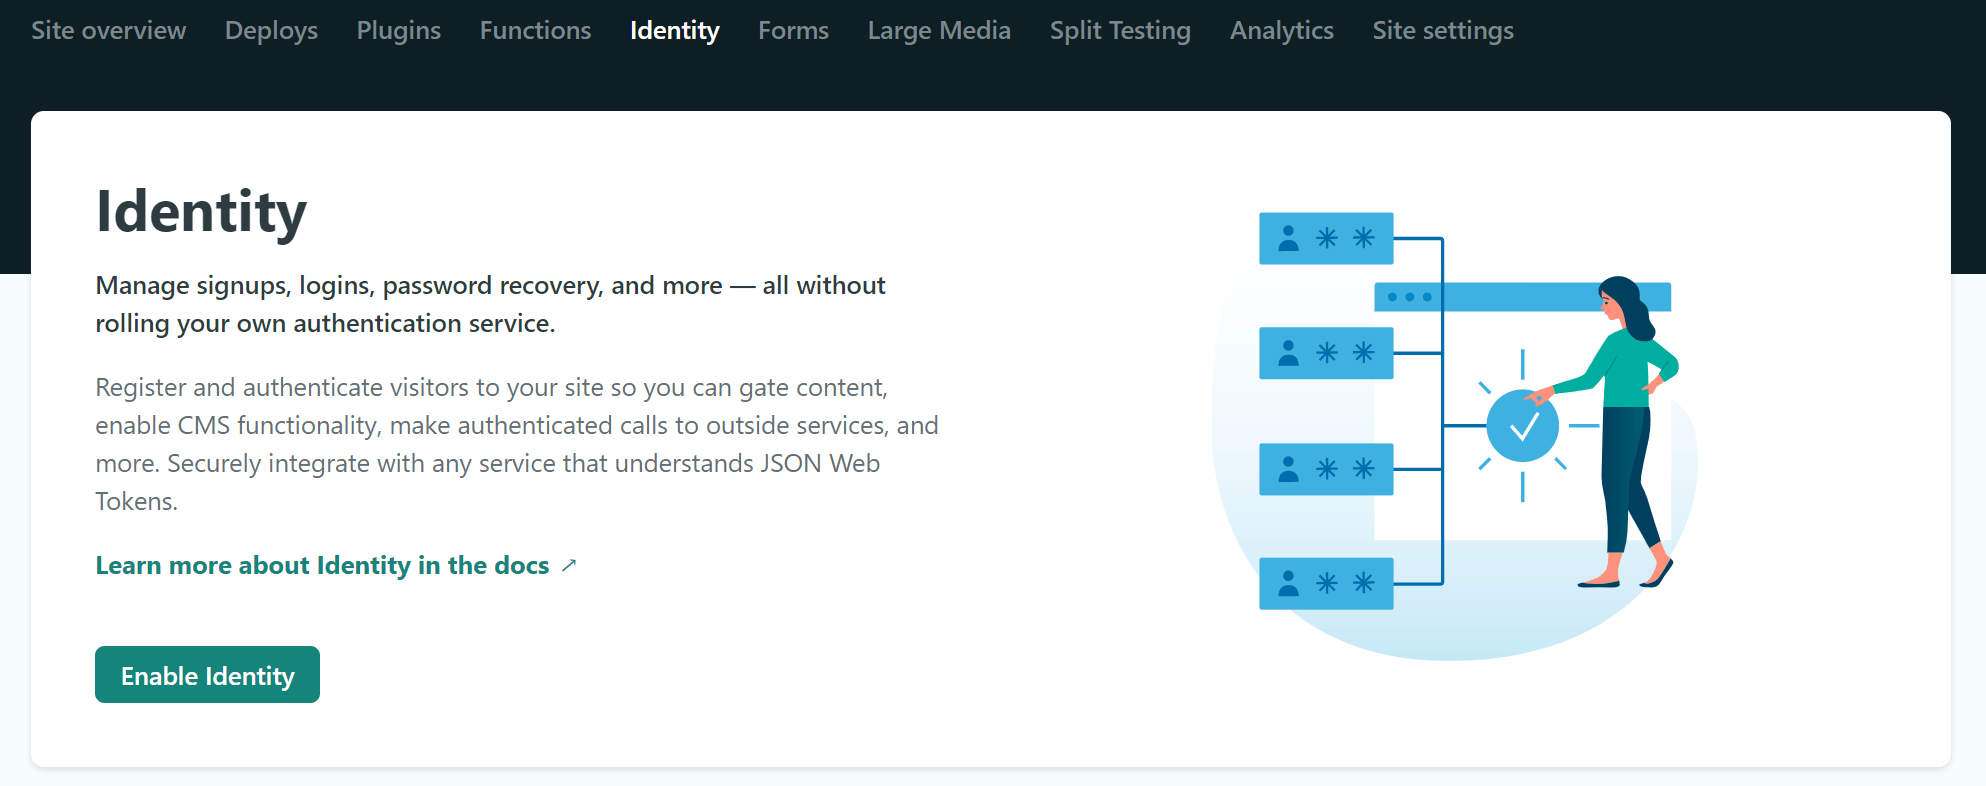 Site overview Deploys Plugins Functions Identity Forms Large Media Split Testing Analytics Site settings
Identity
Manage signups, logins, password recovery, and more — all without
rolling your own authentication service.
Register and authenticate visitors to your site so you can gate content,
enable CMS functionality, make authenticated calls to outside services, and
more. Securely integrate with any service that understands JSON Web
Tokens.
Learn more about Identity in the docs ↗
Enable Identity